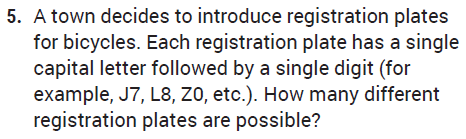 5. A town decides to introduce registration plates
for bicycles. Each registration plate has a single
capital letter followed by a single digit (for
example, J7, L8, Z0, etc.). How many different
registration plates are possible?